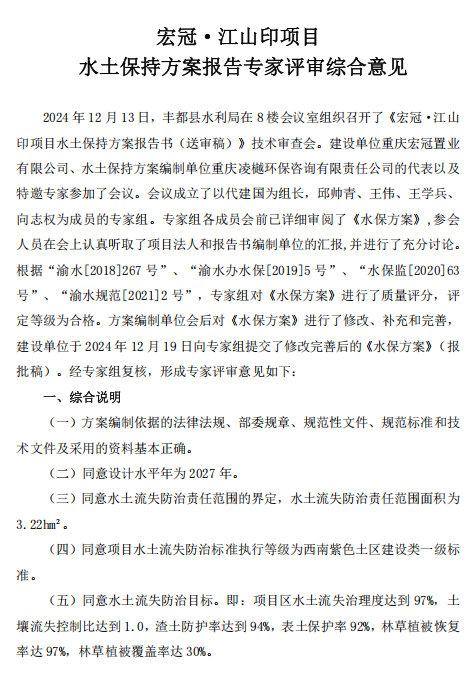 宏冠·江山印项目
水土保持方案报告专家评审综合意见
2024 年 12 月 13 日，丰都县水利局在 8 楼会议室组织召开了《宏冠·江山
印项目水土保持方案报告书（送审稿）》技术审查会。建设单位重庆宏冠置业
有限公司、水土保持方案编制单位重庆凌樾环保咨询有限责任公司的代表以及
特邀专家参加了会议。会议成立了以代建国为组长，邱帅青、王伟、王学兵、
向志权为成员的专家组。专家组各成员会前已详细审阅了《水保方案》,参会
人员在会上认真听取了项目法人和报告书编制单位的汇报,并进行了充分讨论。
根据“渝水[2018]267 号”、“渝水办水保[2019]5 号”、“水保监[2020]63
号”、“渝水规范[2021]2 号”，专家组对《水保方案》进行了质量评分，评
定等级为合格。方案编制单位会后对《水保方案》进行了修改、补充和完善，
建设单位于 2024 年 12 月 19 日向专家组提交了修改完善后的《水保方案》（报
批稿）。经专家组复核，形成专家评审意见如下：
一、综合说明
（一）方案编制依据的法律法规、部委规章、规范性文件、规范标准和技
术文件及采用的资料基本正确。
（二）同意设计水平年为 2027 年。
（三）同意水土流失防治责任范围的界定，水土流失防治责任范围面积为
3.22hm²。
（四）同意项目水土流失防治标准执行等级为西南紫色土区建设类一级标
准。
（五）同意水土流失防治目标。即：项目区水土流失治理度达到 97%，土
壤流失控制比达到 1.0，渣土防护率达到 94%，表土保护率 92%，林草植被恢复
率达 97%，林草植被覆盖率达 30%。